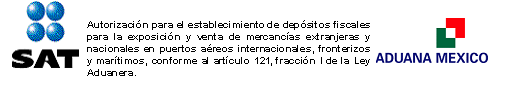 Autorización para el establecimiento de depósitos fiscales
para la exposición y venta de mercancías extranjeras y
nacionales en puertos aéreos internacionales, fronterizos
y marítimos, conforme al artículo 121, fracción I de la Ley
Aduanera.
SAT
ADUANA MEXICO